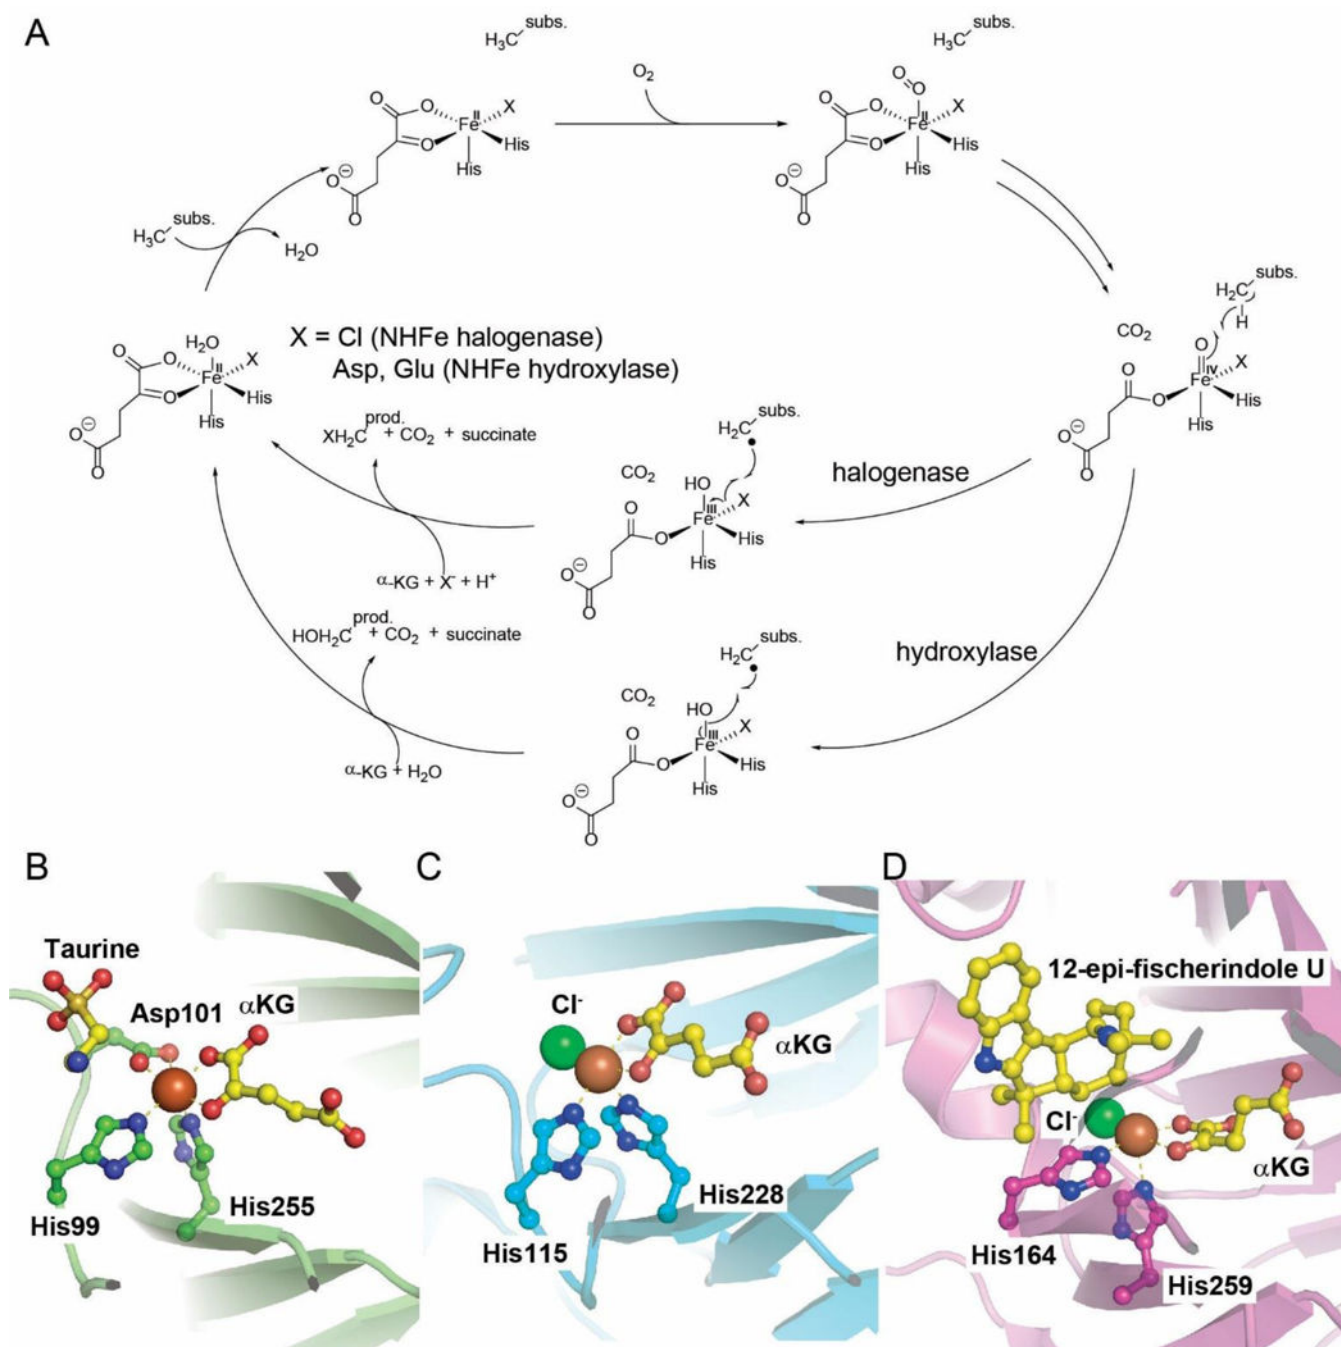 A
H₃C subs.
O O X
Fe II
O His
His
O⊖
O
O₂
H₃C subs.
O O
O O X
Fe II
O His
His
O⊖
O
H₃C subs.
H₂O
H₂C subs.
H
CO₂
O
O X
Fe IV
O His
His
O⊖
O
H₂O
O O X
Fe II
O His
His
O⊖
O
X = Cl (NHFe halogenase)
Asp, Glu (NHFe hydroxylase)
XH₂C prod. + CO₂ + succinate
α-KG + X⁻ + H⁺
H₂C subs.
CO₂
HO
O X
Fe III
O His
His
O⊖
O
halogenase
HOH₂C prod. + CO₂ + succinate
α-KG + H₂O
H₂C subs.
CO₂
HO
O X
Fe III
O His
His
O⊖
O
hydroxylase
B
Taurine
Asp101
αKG
His99
His255
C
Cl⁻
αKG
His228
His115
D
12-epi-fischerindole U
Cl⁻
αKG
His164
His259